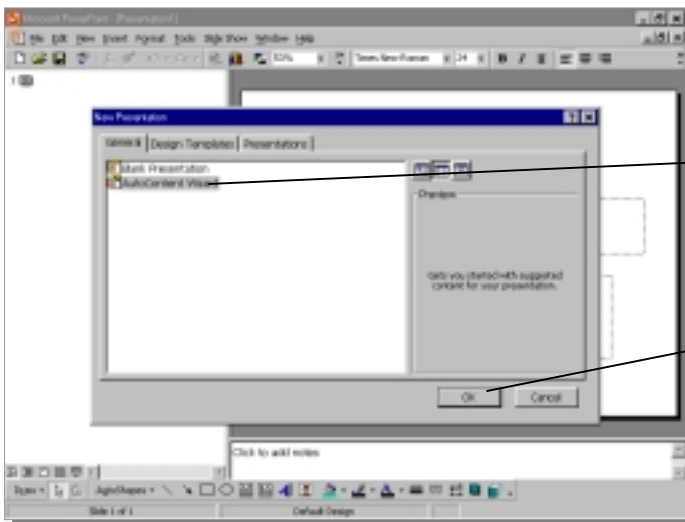 Microsoft PowerPoint - [Presentation1]
File Edit View Insert Format Tools Slide Show Window Help
53% Times New Roman 24 B I
1
New Presentation
General Design Templates Presentations
Blank Presentation
AutoContent Wizard
Preview
Gets you started with suggested
content for your presentation.
OK Cancel
Click to add notes
Draw AutoShapes
Slide 1 of 1 Default Design